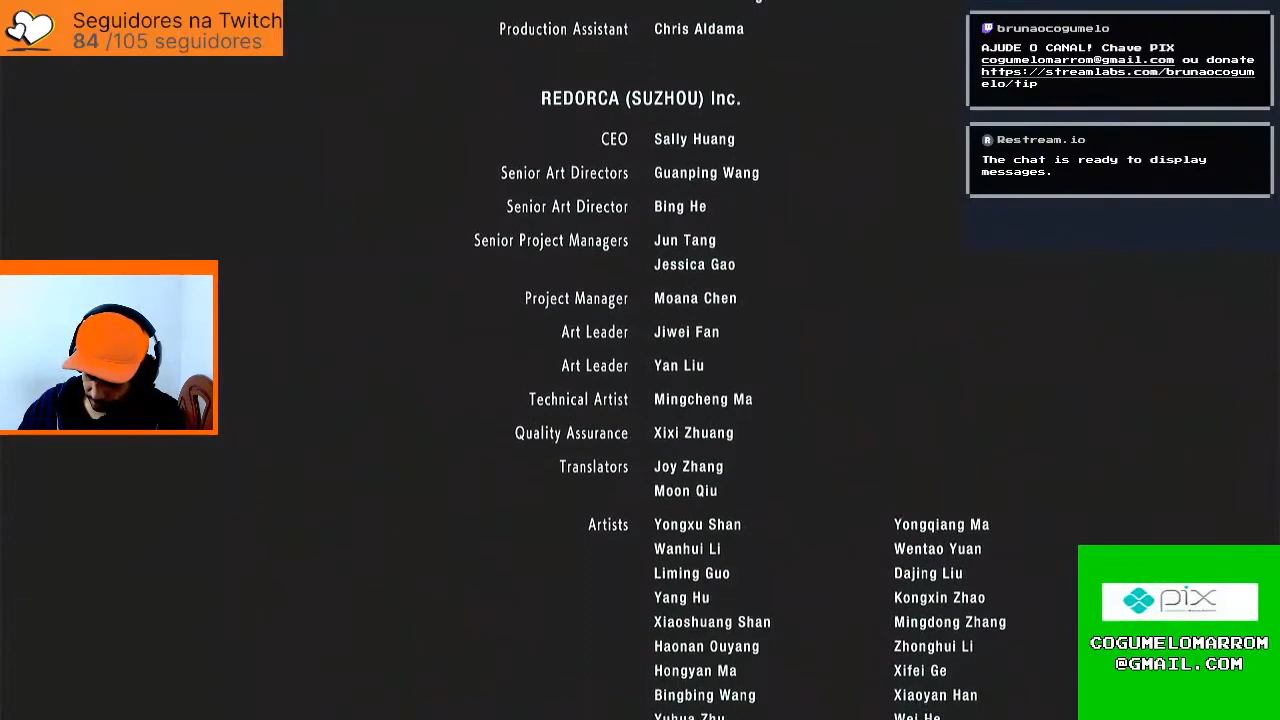 Seguidores na Twitch
84 /105 seguidores
Production Assistant Chris Aldama
REDORCA (SUZHOU) Inc.
CEO Sally Huang
Senior Art Directors Guanping Wang
Senior Art Director Bing He
Senior Project Managers Jun Tang
Jessica Gao
Project Manager Moana Chen
Art Leader Jiwei Fan
Art Leader Yan Liu
Technical Artist Mingcheng Ma
Quality Assurance Xixi Zhuang
Translators Joy Zhang
Moon Qiu
Artists Yongxu Shan Yongqiang Ma
Wanhui Li Wentao Yuan
Liming Guo Dajing Liu
Yang Hu Kongxin Zhao
Xiaoshuang Shan Mingdong Zhang
Haonan Ouyang Zhonghui Li
Hongyan Ma Xifei Ge
Bingbing Wang Xiaoyan Han
Yuhua Zhu Wei He
brunaocogumelo
AJUDE O CANAL! Chave PIX
cogumelomarrom@gmail.com ou donate
https://streamlabs.com/brunaocogum
elo/tip
Restream.io
The chat is ready to display
messages.
pix
COGUMELOMARROM
@GMAIL.COM